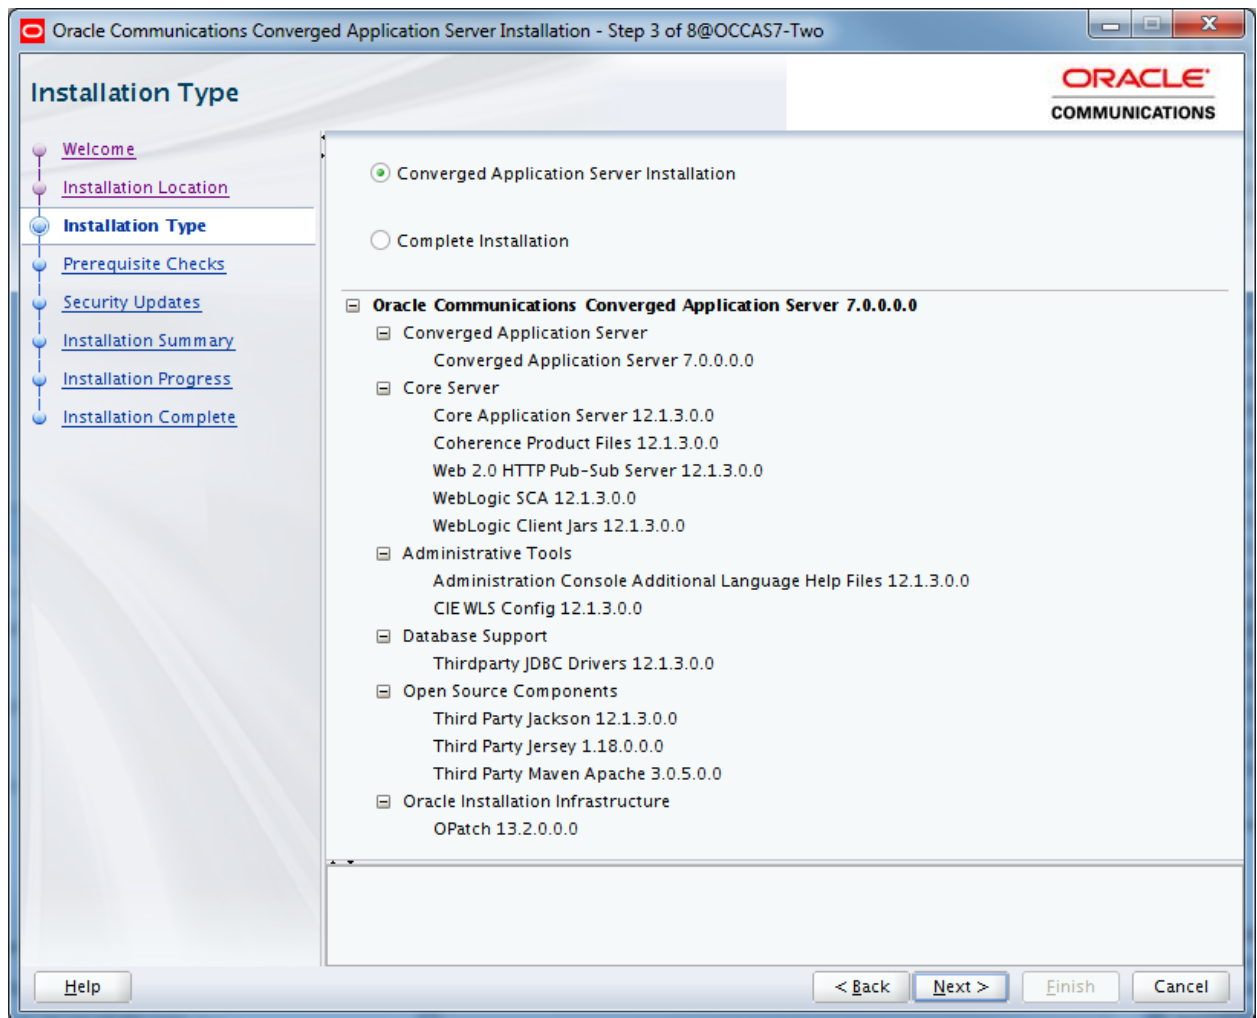 Oracle Communications Converged Application Server Installation - Step 3 of 8@OCCAS7-Two
Installation Type
ORACLE
COMMUNICATIONS
Welcome
Installation Location
Installation Type
Prerequisite Checks
Security Updates
Installation Summary
Installation Progress
Installation Complete
Converged Application Server Installation
Complete Installation
Oracle Communications Converged Application Server 7.0.0.0.0
Converged Application Server
Converged Application Server 7.0.0.0.0
Core Server
Core Application Server 12.1.3.0.0
Coherence Product Files 12.1.3.0.0
Web 2.0 HTTP Pub-Sub Server 12.1.3.0.0
WebLogic SCA 12.1.3.0.0
WebLogic Client Jars 12.1.3.0.0
Administrative Tools
Administration Console Additional Language Help Files 12.1.3.0.0
CIE WLS Config 12.1.3.0.0
Database Support
Thirdparty JDBC Drivers 12.1.3.0.0
Open Source Components
Third Party Jackson 12.1.3.0.0
Third Party Jersey 1.18.0.0.0
Third Party Maven Apache 3.0.5.0.0
Oracle Installation Infrastructure
OPatch 13.2.0.0.0
Help
< Back
Next >
Finish
Cancel